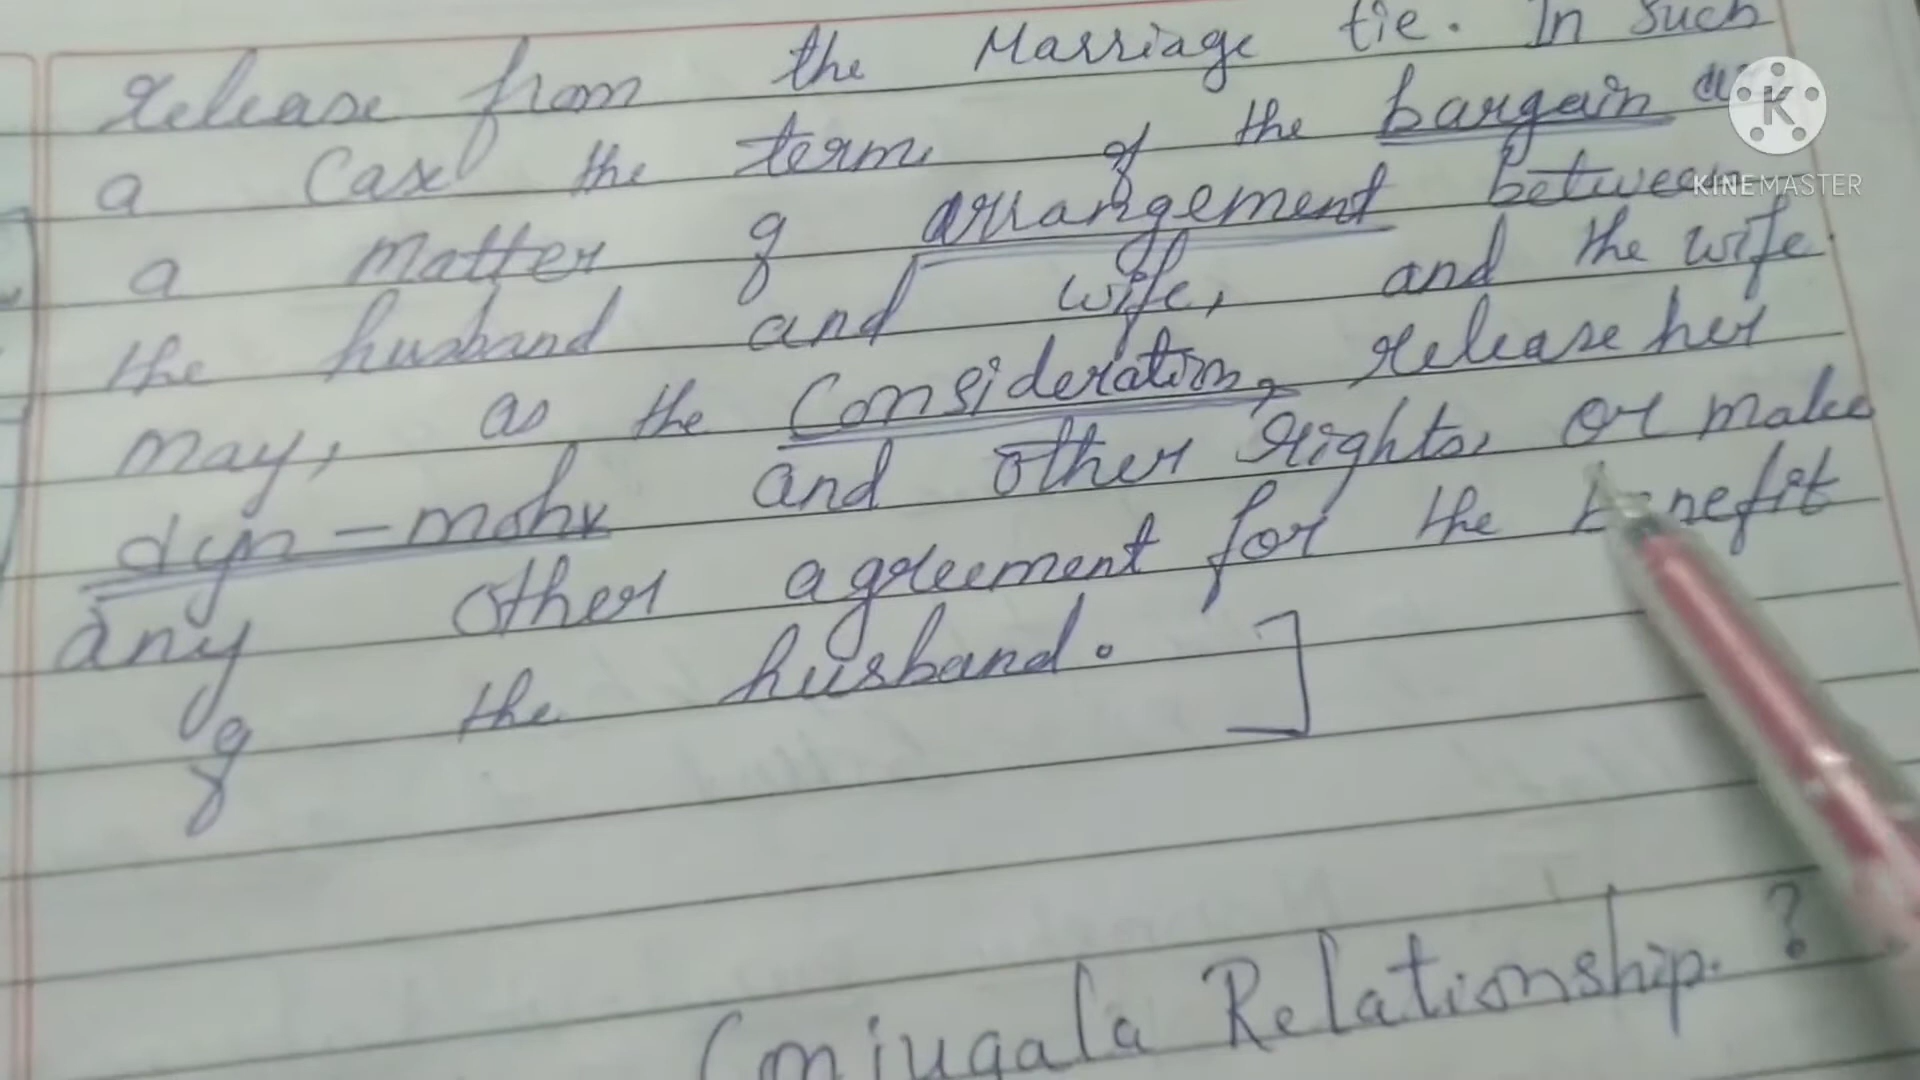 release from the Marriage tie. In such
a case the term of the bargain
a matter of arrangement between
the husband and wife, and the wife
may, as the Consideration, release her
dyn-mohr and other rights, or make
any other agreement for the benefit
of the husband.
Conjugala Relationship. ?
K
KINEMASTER